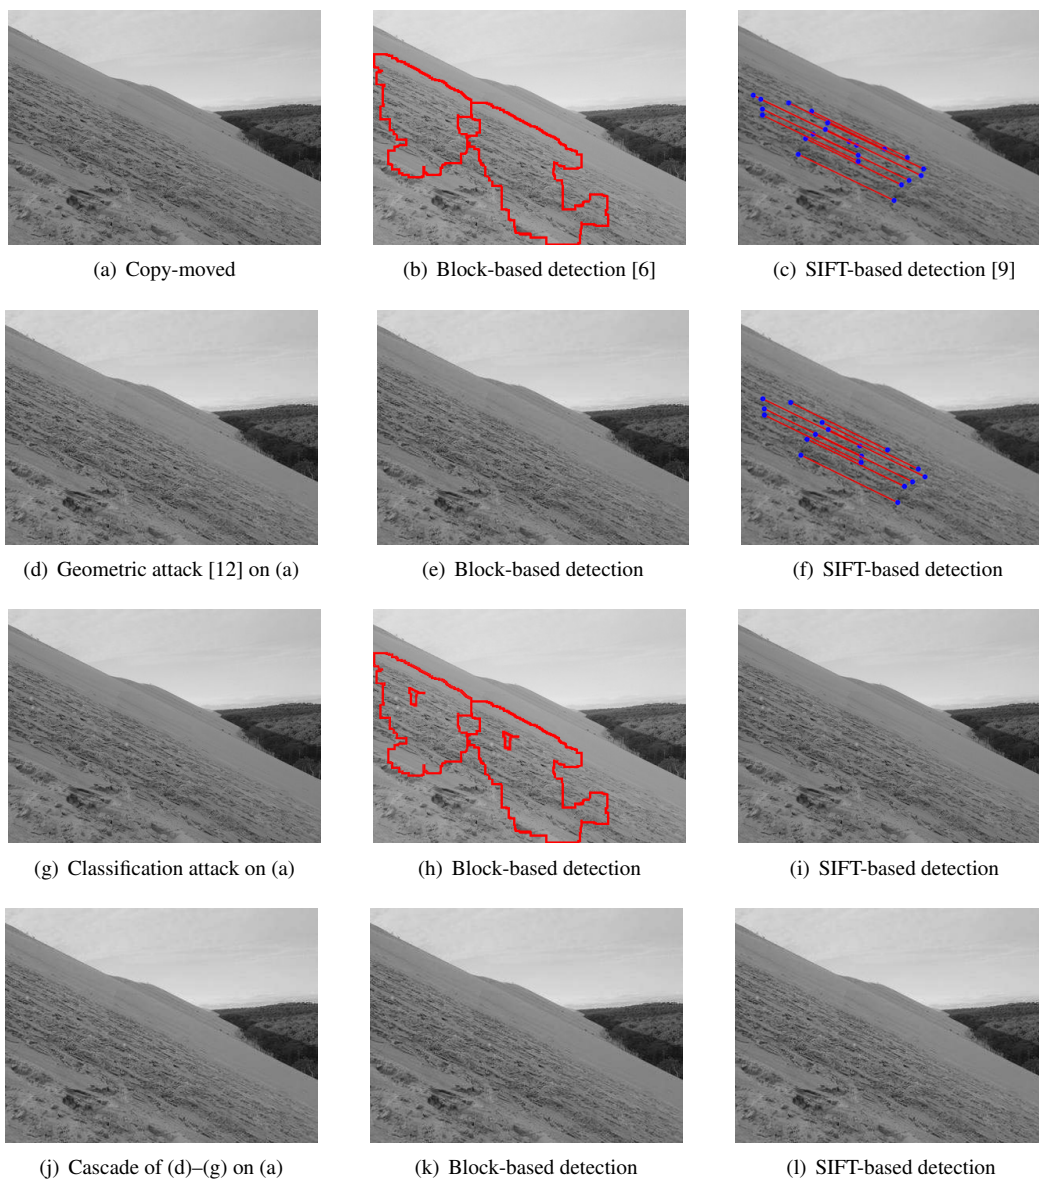 (a) Copy-moved
(b) Block-based detection [6]
(c) SIFT-based detection [9]
(d) Geometric attack [12] on (a)
(e) Block-based detection
(f) SIFT-based detection
(g) Classification attack on (a)
(h) Block-based detection
(i) SIFT-based detection
(j) Cascade of (d)–(g) on (a)
(k) Block-based detection
(l) SIFT-based detection